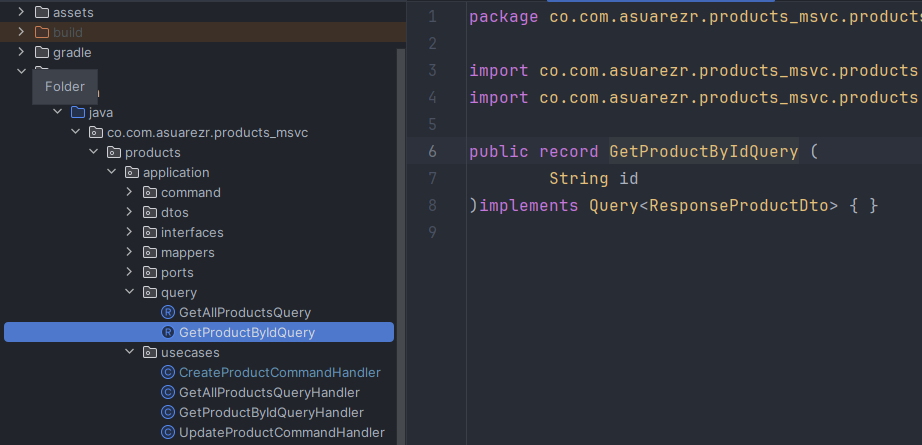 assets
build
gradle
Folder
java
co.com.asuarezr.products_msvc
products
application
command
dtos
interfaces
mappers
ports
query
R GetAllProductsQuery
R GetProductByIdQuery
usecases
C CreateProductCommandHandler
C GetAllProductsQueryHandler
C GetProductByIdQueryHandler
C UpdateProductCommandHandler
1 package co.com.asuarezr.products_msvc.products
2
3 import co.com.asuarezr.products_msvc.products
4 import co.com.asuarezr.products_msvc.products
5
6 public record GetProductByIdQuery (
7 String id
8 )implements Query<ResponseProductDto> { }
9